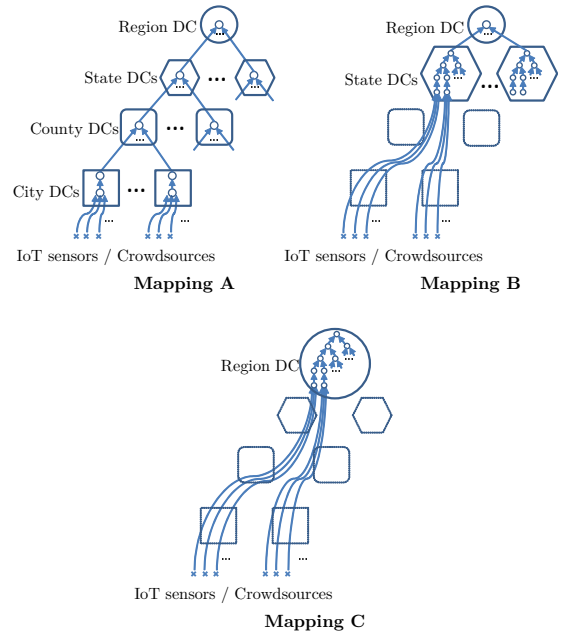 Region DC
...
State DCs
...
...
...
County DCs
...
...
...
City DCs
...
...
...
IoT sensors / Crowdsources
Mapping A
Region DC
...
State DCs
...
...
...
...
...
IoT sensors / Crowdsources
Mapping B
Region DC
...
...
...
...
IoT sensors / Crowdsources
Mapping C